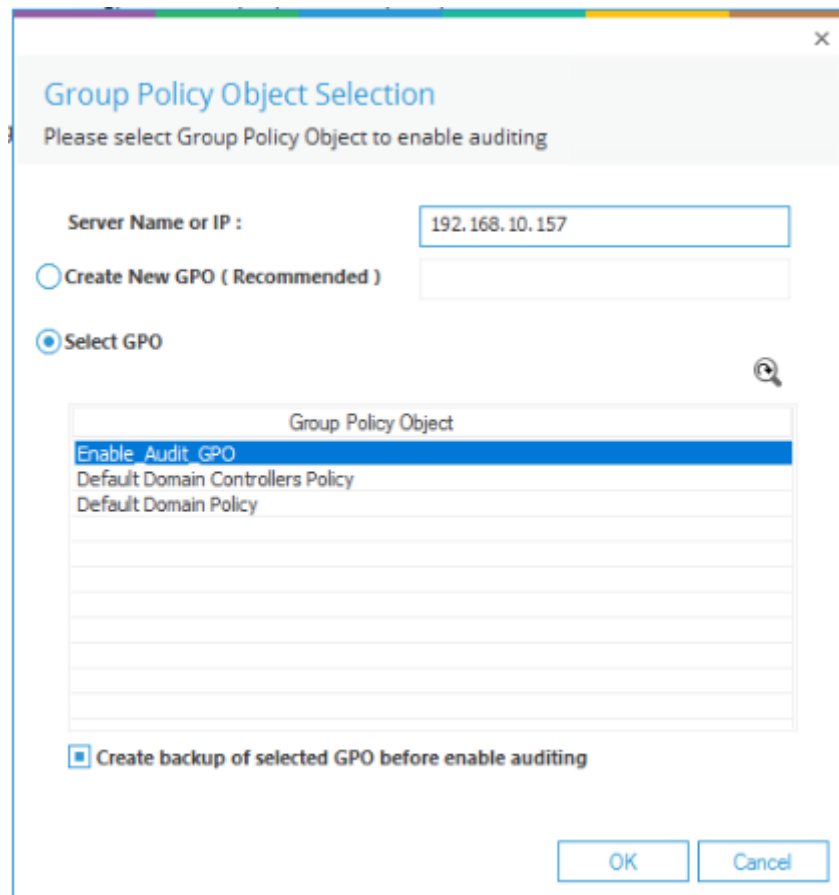 Group Policy Object Selection
Please select Group Policy Object to enable auditing
Server Name or IP :
192.168.10.157
Create New GPO ( Recommended )
Select GPO
Group Policy Object
Enable_Audit_GPO
Default Domain Controllers Policy
Default Domain Policy
Create backup of selected GPO before enable auditing
OK
Cancel